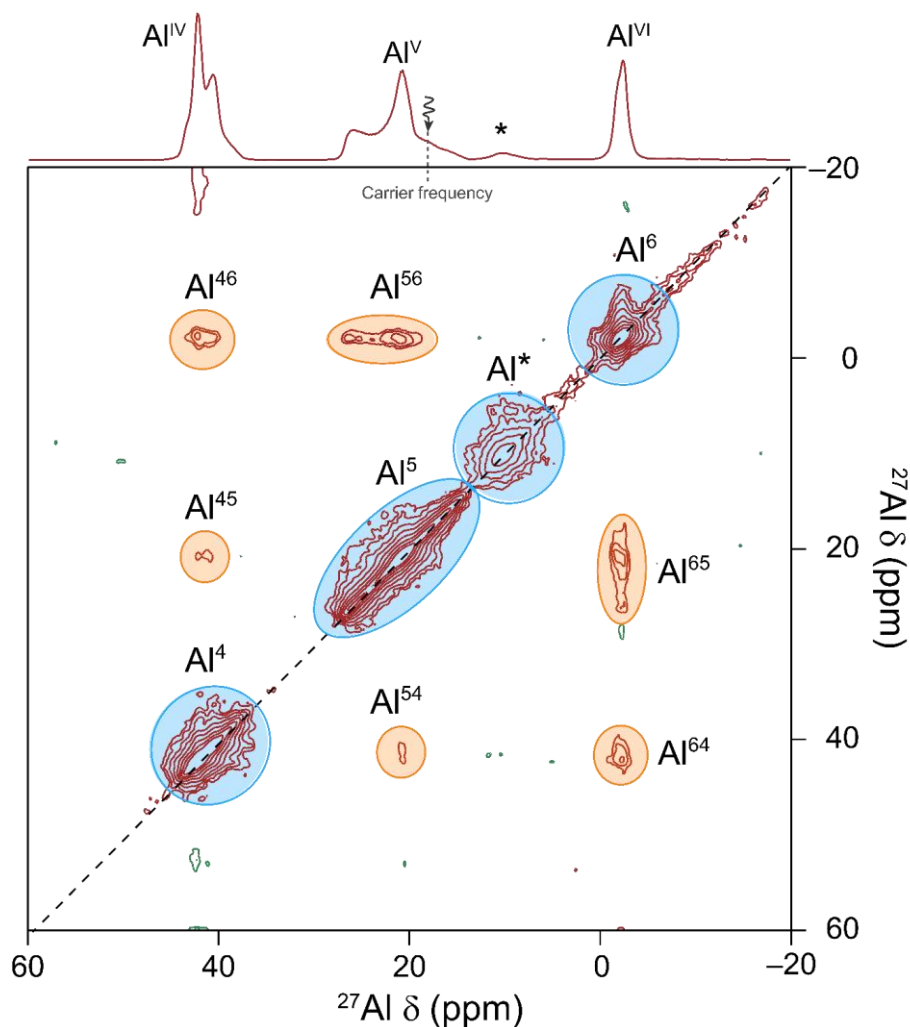 Al^IV
Al^V
Al^VI
*
Carrier frequency
–20
Al^46
Al^56
Al^6
0
Al*
Al^5
Al^45
20
Al^65
Al^4
Al^54
40
Al^64
60
27Al δ (ppm)
60 40 20 0 –20
27Al δ (ppm)